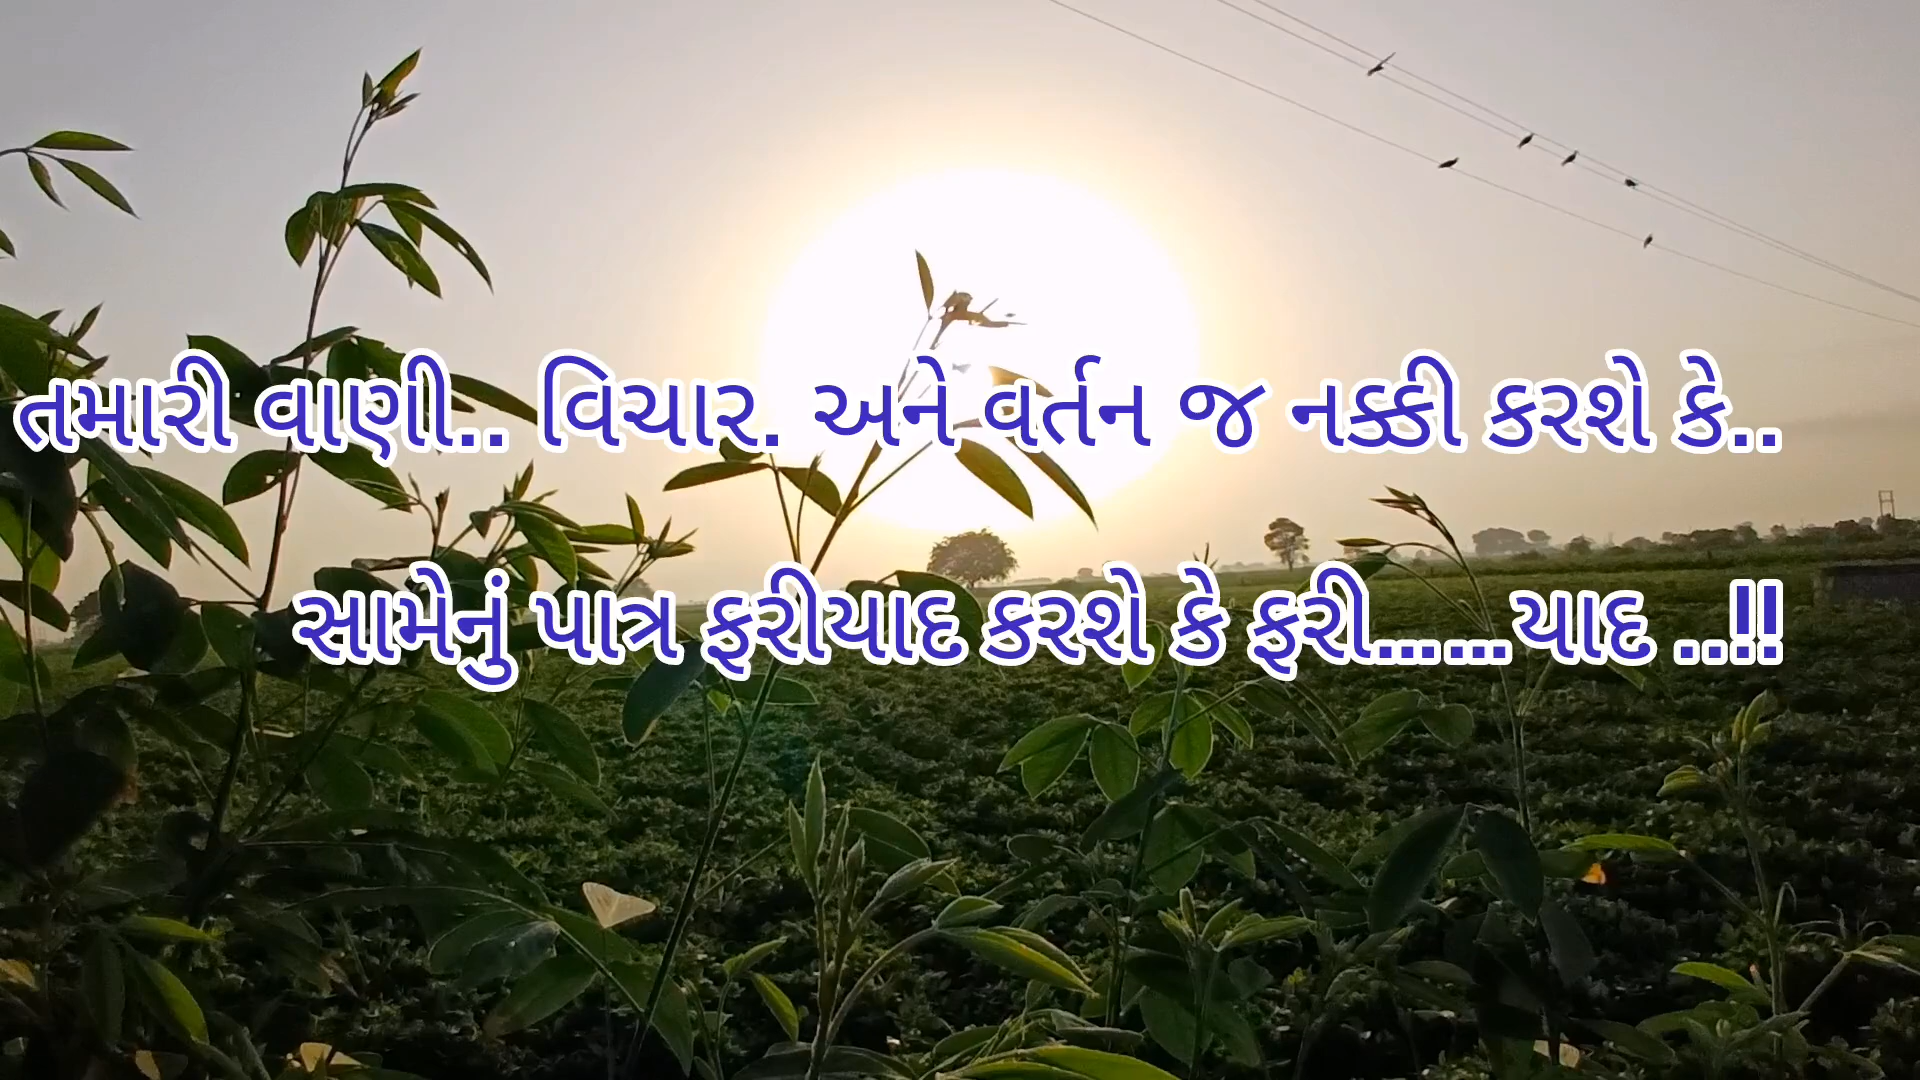 તમારી વાણી.. વિચાર. અને વર્તન જ નક્કી કરશે કે..
સામેનું પાત્ર ફરીયાદ કરશે કે ફરી......યાદ ..!!